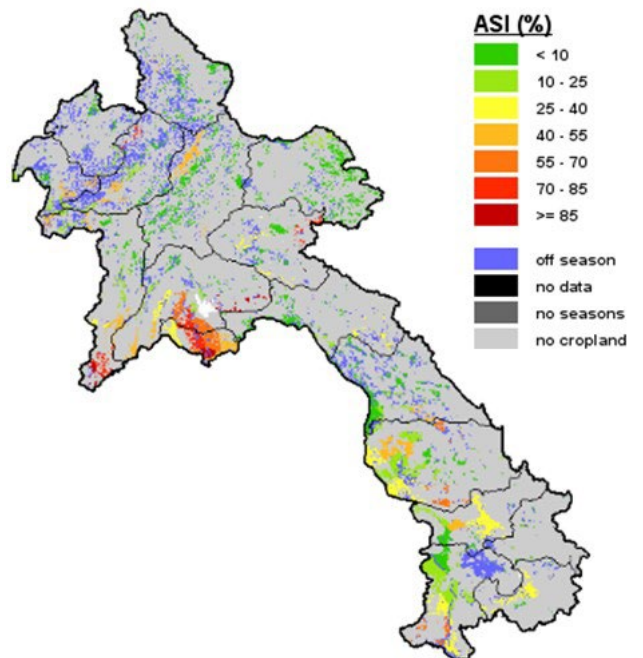 ASI (%)
< 10
10 - 25
25 - 40
40 - 55
55 - 70
70 - 85
>= 85
off season
no data
no seasons
no cropland